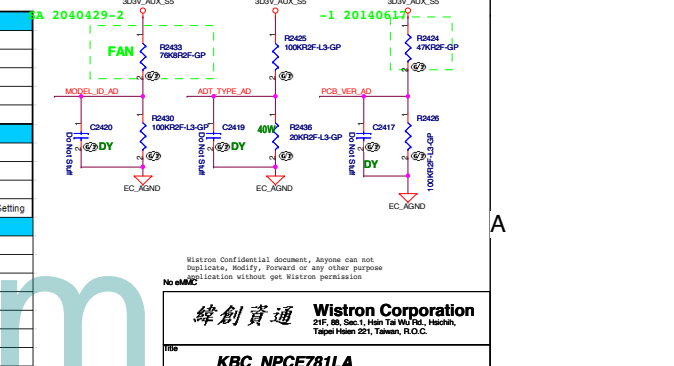 3D3V_AUX_S5
3D3V_AUX_S5
3D3V_AUX_S5
SA 2040429-2
-1 20140617
FAN
R2433
76K8R2F-GP
R2425
100KR2F-L3-GP
R2424
47KR2F-GP
MODEL_ID_AD
ADT_TYPE_AD
PCB_VER_AD
C2420
Do Not Stuff
DY
R2430
100KR2F-L3-GP
C2419
Do Not Stuff
DY
40W
R2436
20KR2F-L3-GP
C2417
Do Not Stuff
DY
R2426
100KR2F-L3-GP
EC_AGND
EC_AGND
EC_AGND
Setting
A
Wistron Confidential document, Anyone can not
Duplicate, Modify, Forward or any other purpose
application without get Wistron permission
No eMMC
緯創資通
Wistron Corporation
21F, 88, Sec.1, Hsin Tai Wu Rd., Hsichih,
Taipei Hsien 221, Taiwan, R.O.C.
Title
KBC_NPCE781LA
m